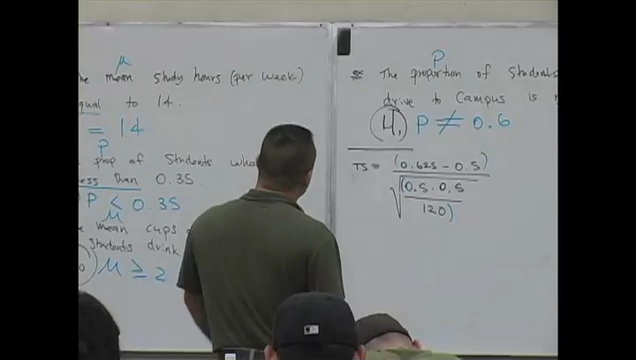 μ
the mean study hours (per week)
equal to 14.
= 14
P
prop of Students who
less than 0.35
P < 0.35
μ
mean cups
students drink
μ ≥ 2
P
ex The proportion of Students
drive to Campus is
H₁ P ≠ 0.6
TS = (0.625 - 0.5)
√(0.5 · 0.5
120)